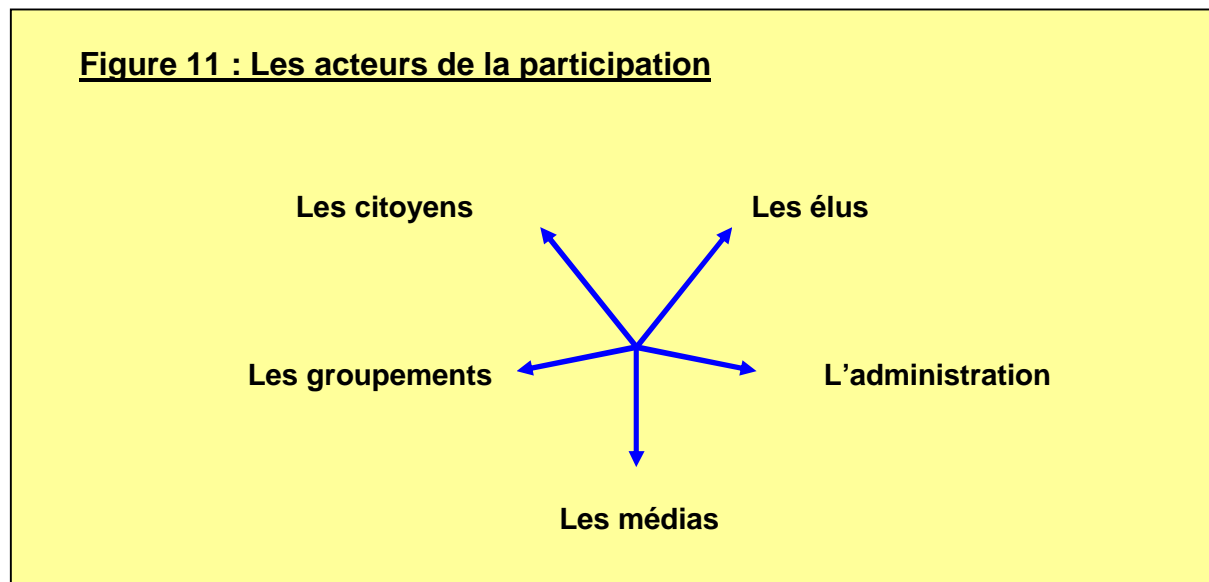 Figure 11 : Les acteurs de la participation
Les citoyens
Les élus
Les groupements
L’administration
Les médias